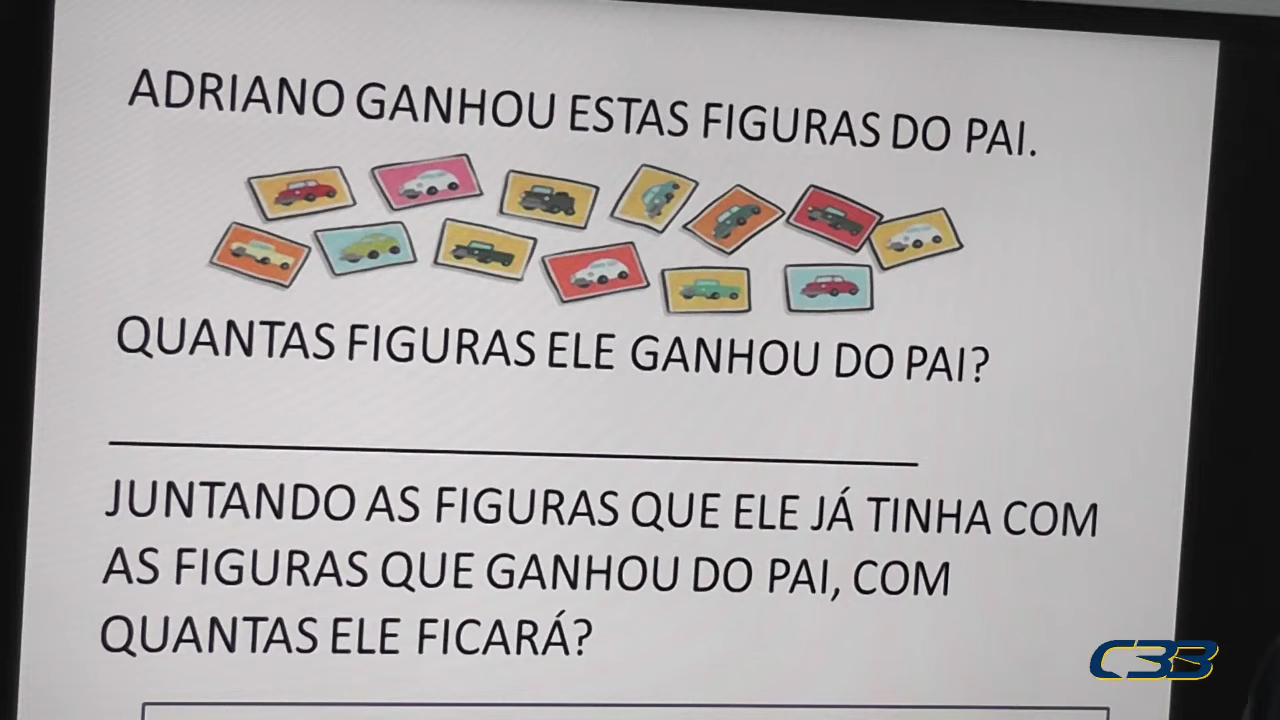 ADRIANO GANHOU ESTAS FIGURAS DO PAI.
QUANTAS FIGURAS ELE GANHOU DO PAI?
JUNTANDO AS FIGURAS QUE ELE JÁ TINHA COM
AS FIGURAS QUE GANHOU DO PAI, COM
QUANTAS ELE FICARÁ?
CBB